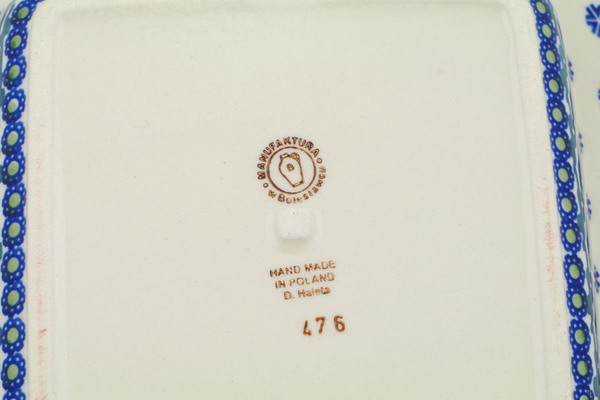 MANUFAKTURA
w Bolesławcu
HAND MADE
IN POLAND
D. Haleta
476